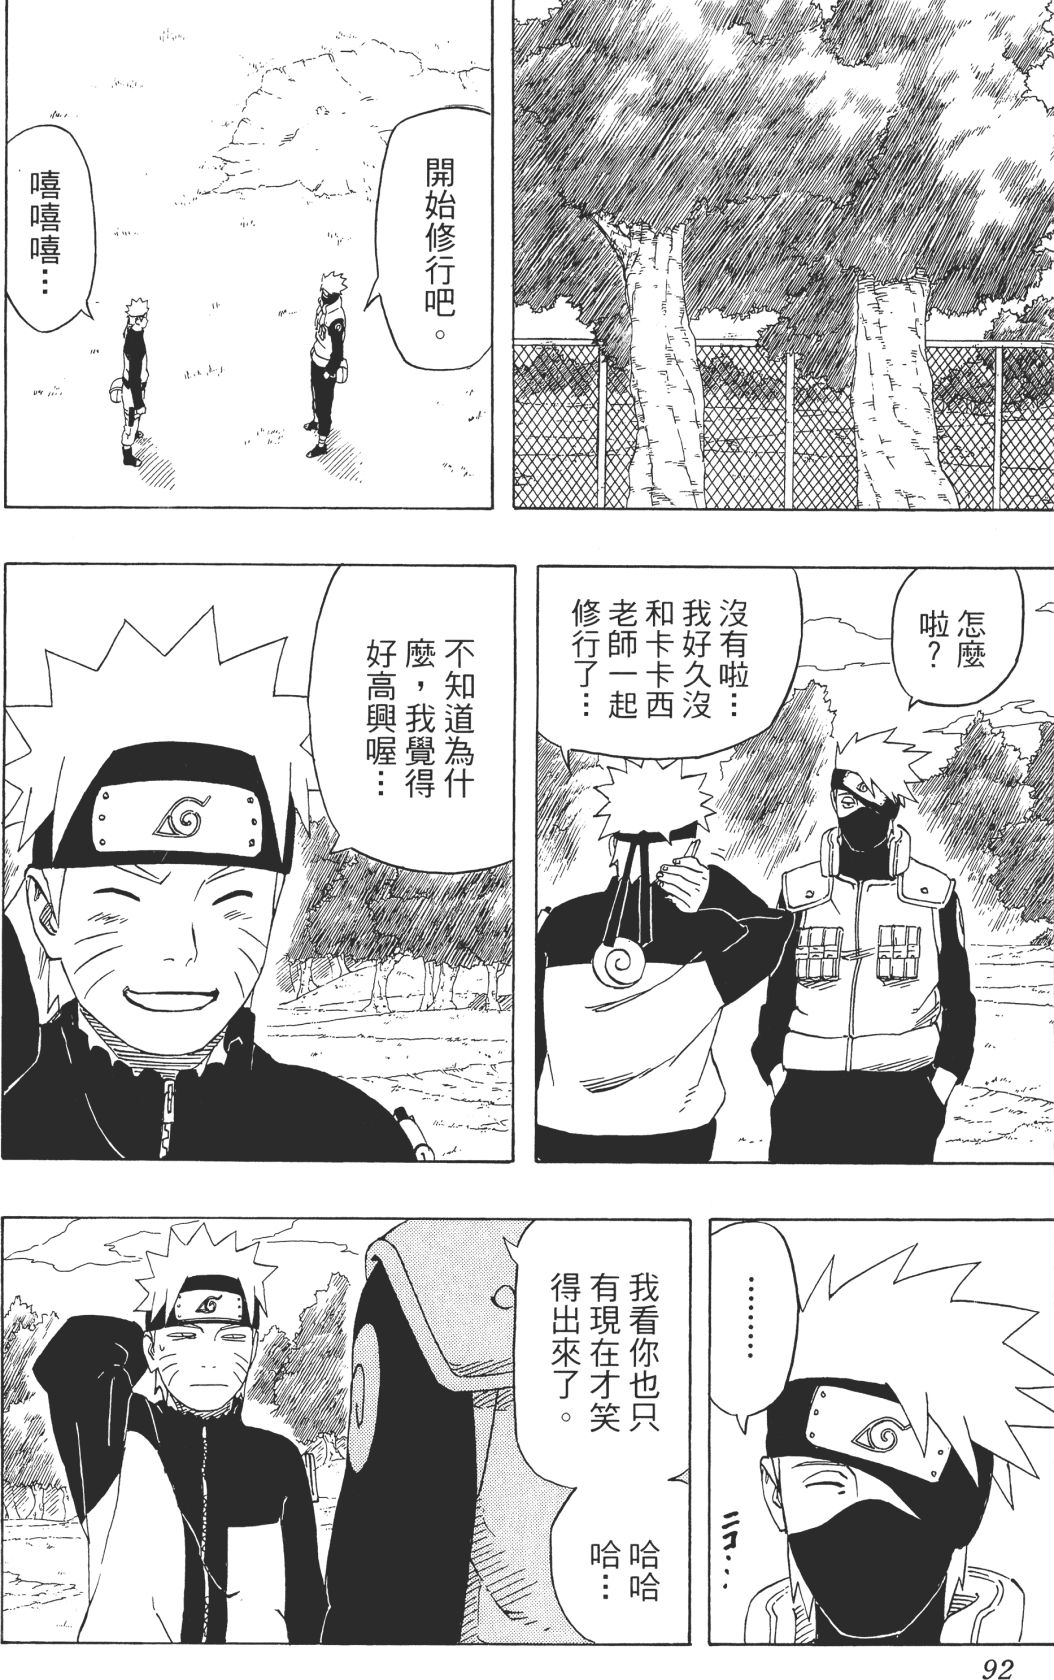 開始修行吧。
嘻嘻嘻…
怎麼
啦？
沒有啦…
我好久沒
和卡卡西
老師一起
修行了…
不知道為什
麼，我覺得
好高興喔…
………
ニコ…
我看你也只
有現在才笑
得出來了。
哈哈
哈…
92